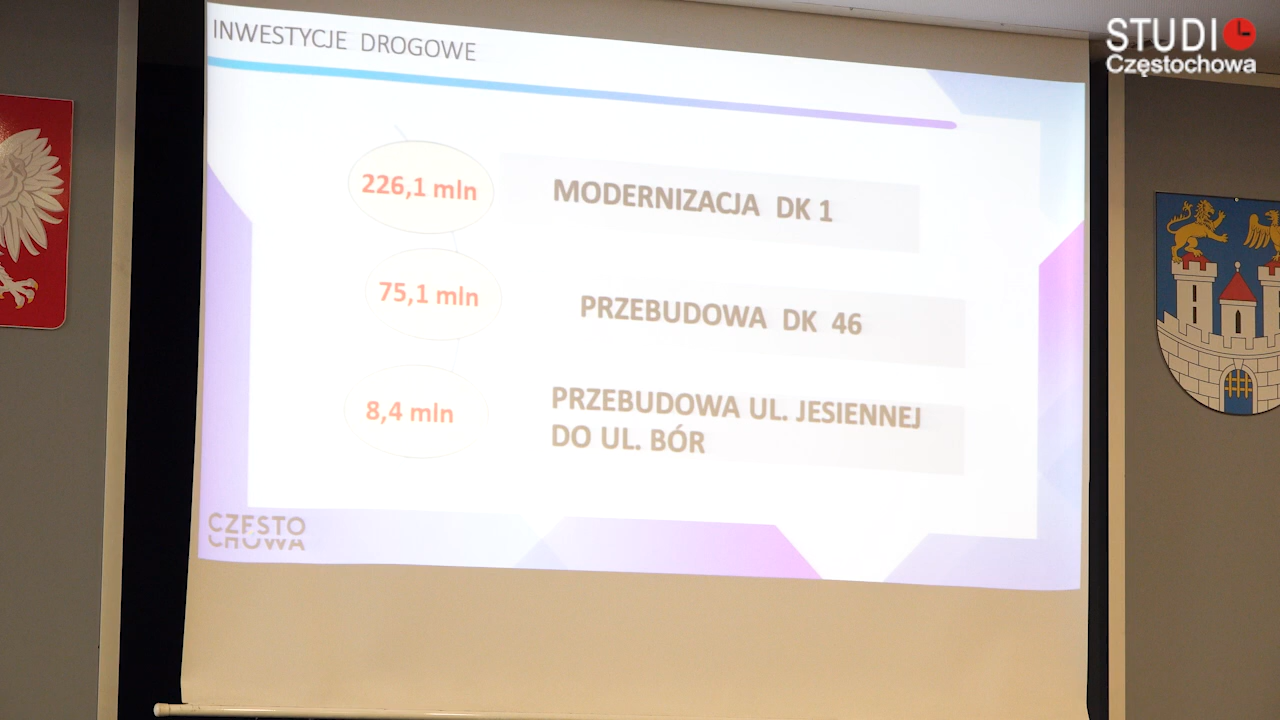 STUDIO
Częstochowa
INWESTYCJE DROGOWE
226,1 mln
MODERNIZACJA DK 1
75,1 mln
PRZEBUDOWA DK 46
8,4 mln
PRZEBUDOWA UL. JESIENNEJ
DO UL. BÓR
CZĘSTO
CHOWA